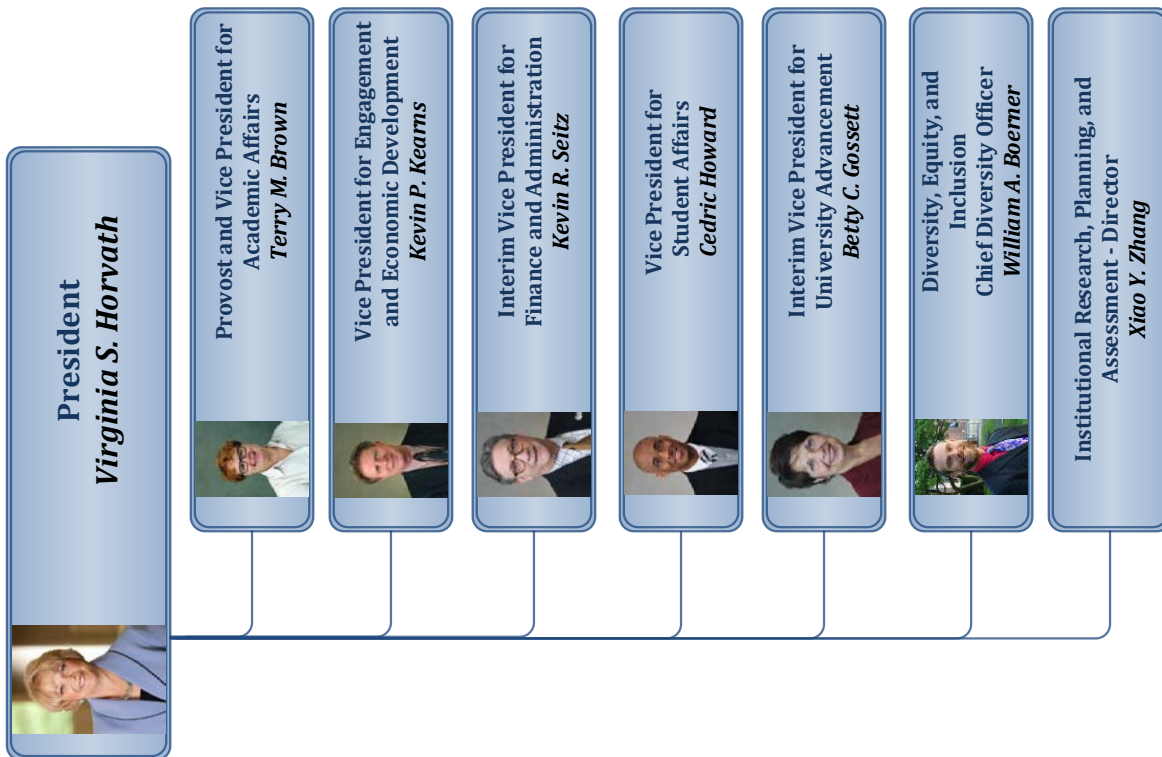 President
Virginia S. Horvath
Provost and Vice President for
Academic Affairs
Terry M. Brown
Vice President for Engagement
and Economic Development
Kevin P. Kearns
Interim Vice President for
Finance and Administration
Kevin R. Seitz
Vice President for
Student Affairs
Cedric Howard
Interim Vice President for
University Advancement
Betty C. Gossett
Diversity, Equity, and
Inclusion
Chief Diversity Officer
William A. Boerner
Institutional Research, Planning, and
Assessment - Director
Xiao Y. Zhang